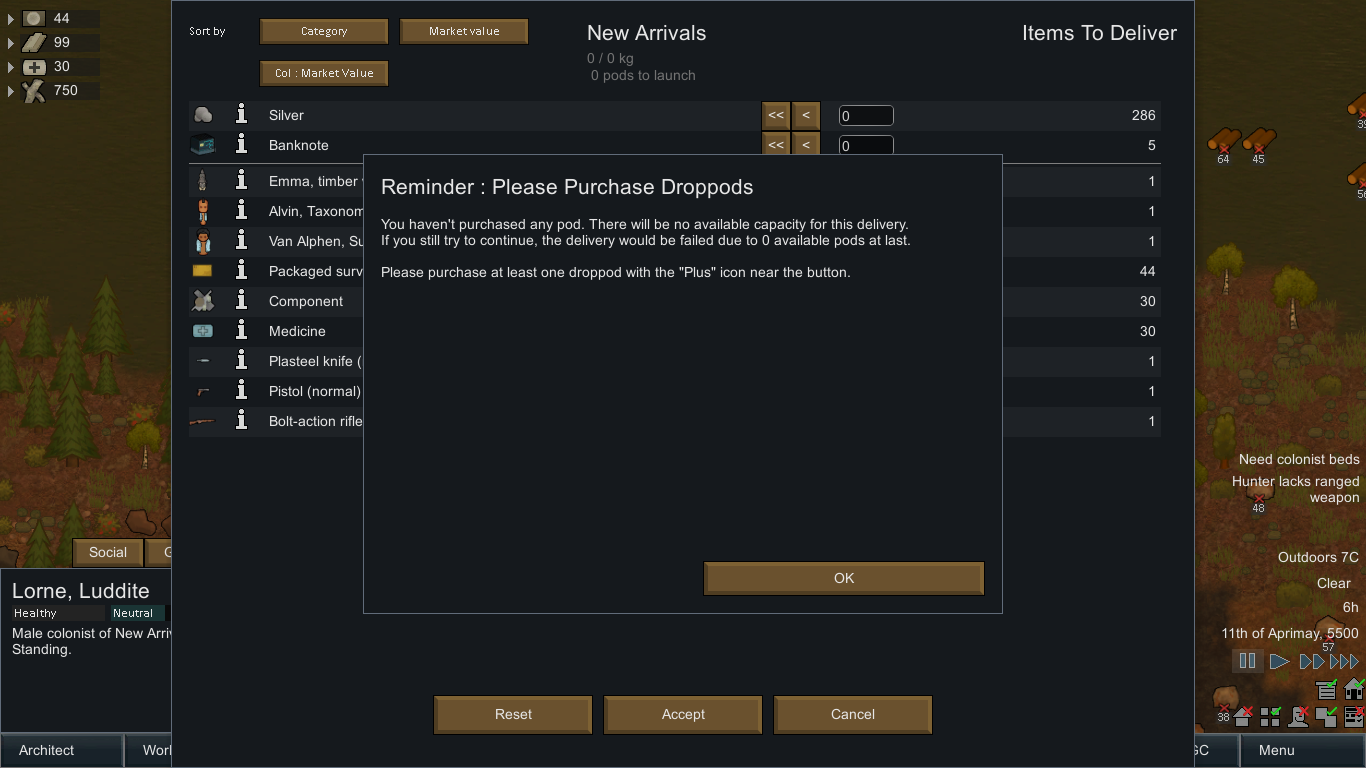 44
99
30
750
Sort by
Category
Market value
Col : Market Value
New Arrivals
0 / 0 kg
0 pods to launch
Items To Deliver
Silver
<<
<
0
286
Banknote
<<
<
0
5
Emma, timber
1
Alvin, Taxonom
1
Van Alphen, Su
1
Packaged surv
44
Component
30
Medicine
30
Plasteel knife (
1
Pistol (normal)
1
Bolt-action rifle
1
Reminder : Please Purchase Droppods
You haven't purchased any pod. There will be no available capacity for this delivery.
If you still try to continue, the delivery would be failed due to 0 available pods at last.
Please purchase at least one droppod with the "Plus" icon near the button.
OK
Reset
Accept
Cancel
64
45
39
56
Need colonist beds
Hunter lacks ranged
weapon
48
Outdoors 7C
Clear
6h
11th of Aprimay, 5500
57
38
Social
G
Lorne, Luddite
Healthy
Neutral
Male colonist of New Arriv
Standing.
Architect
Work
GC
Menu